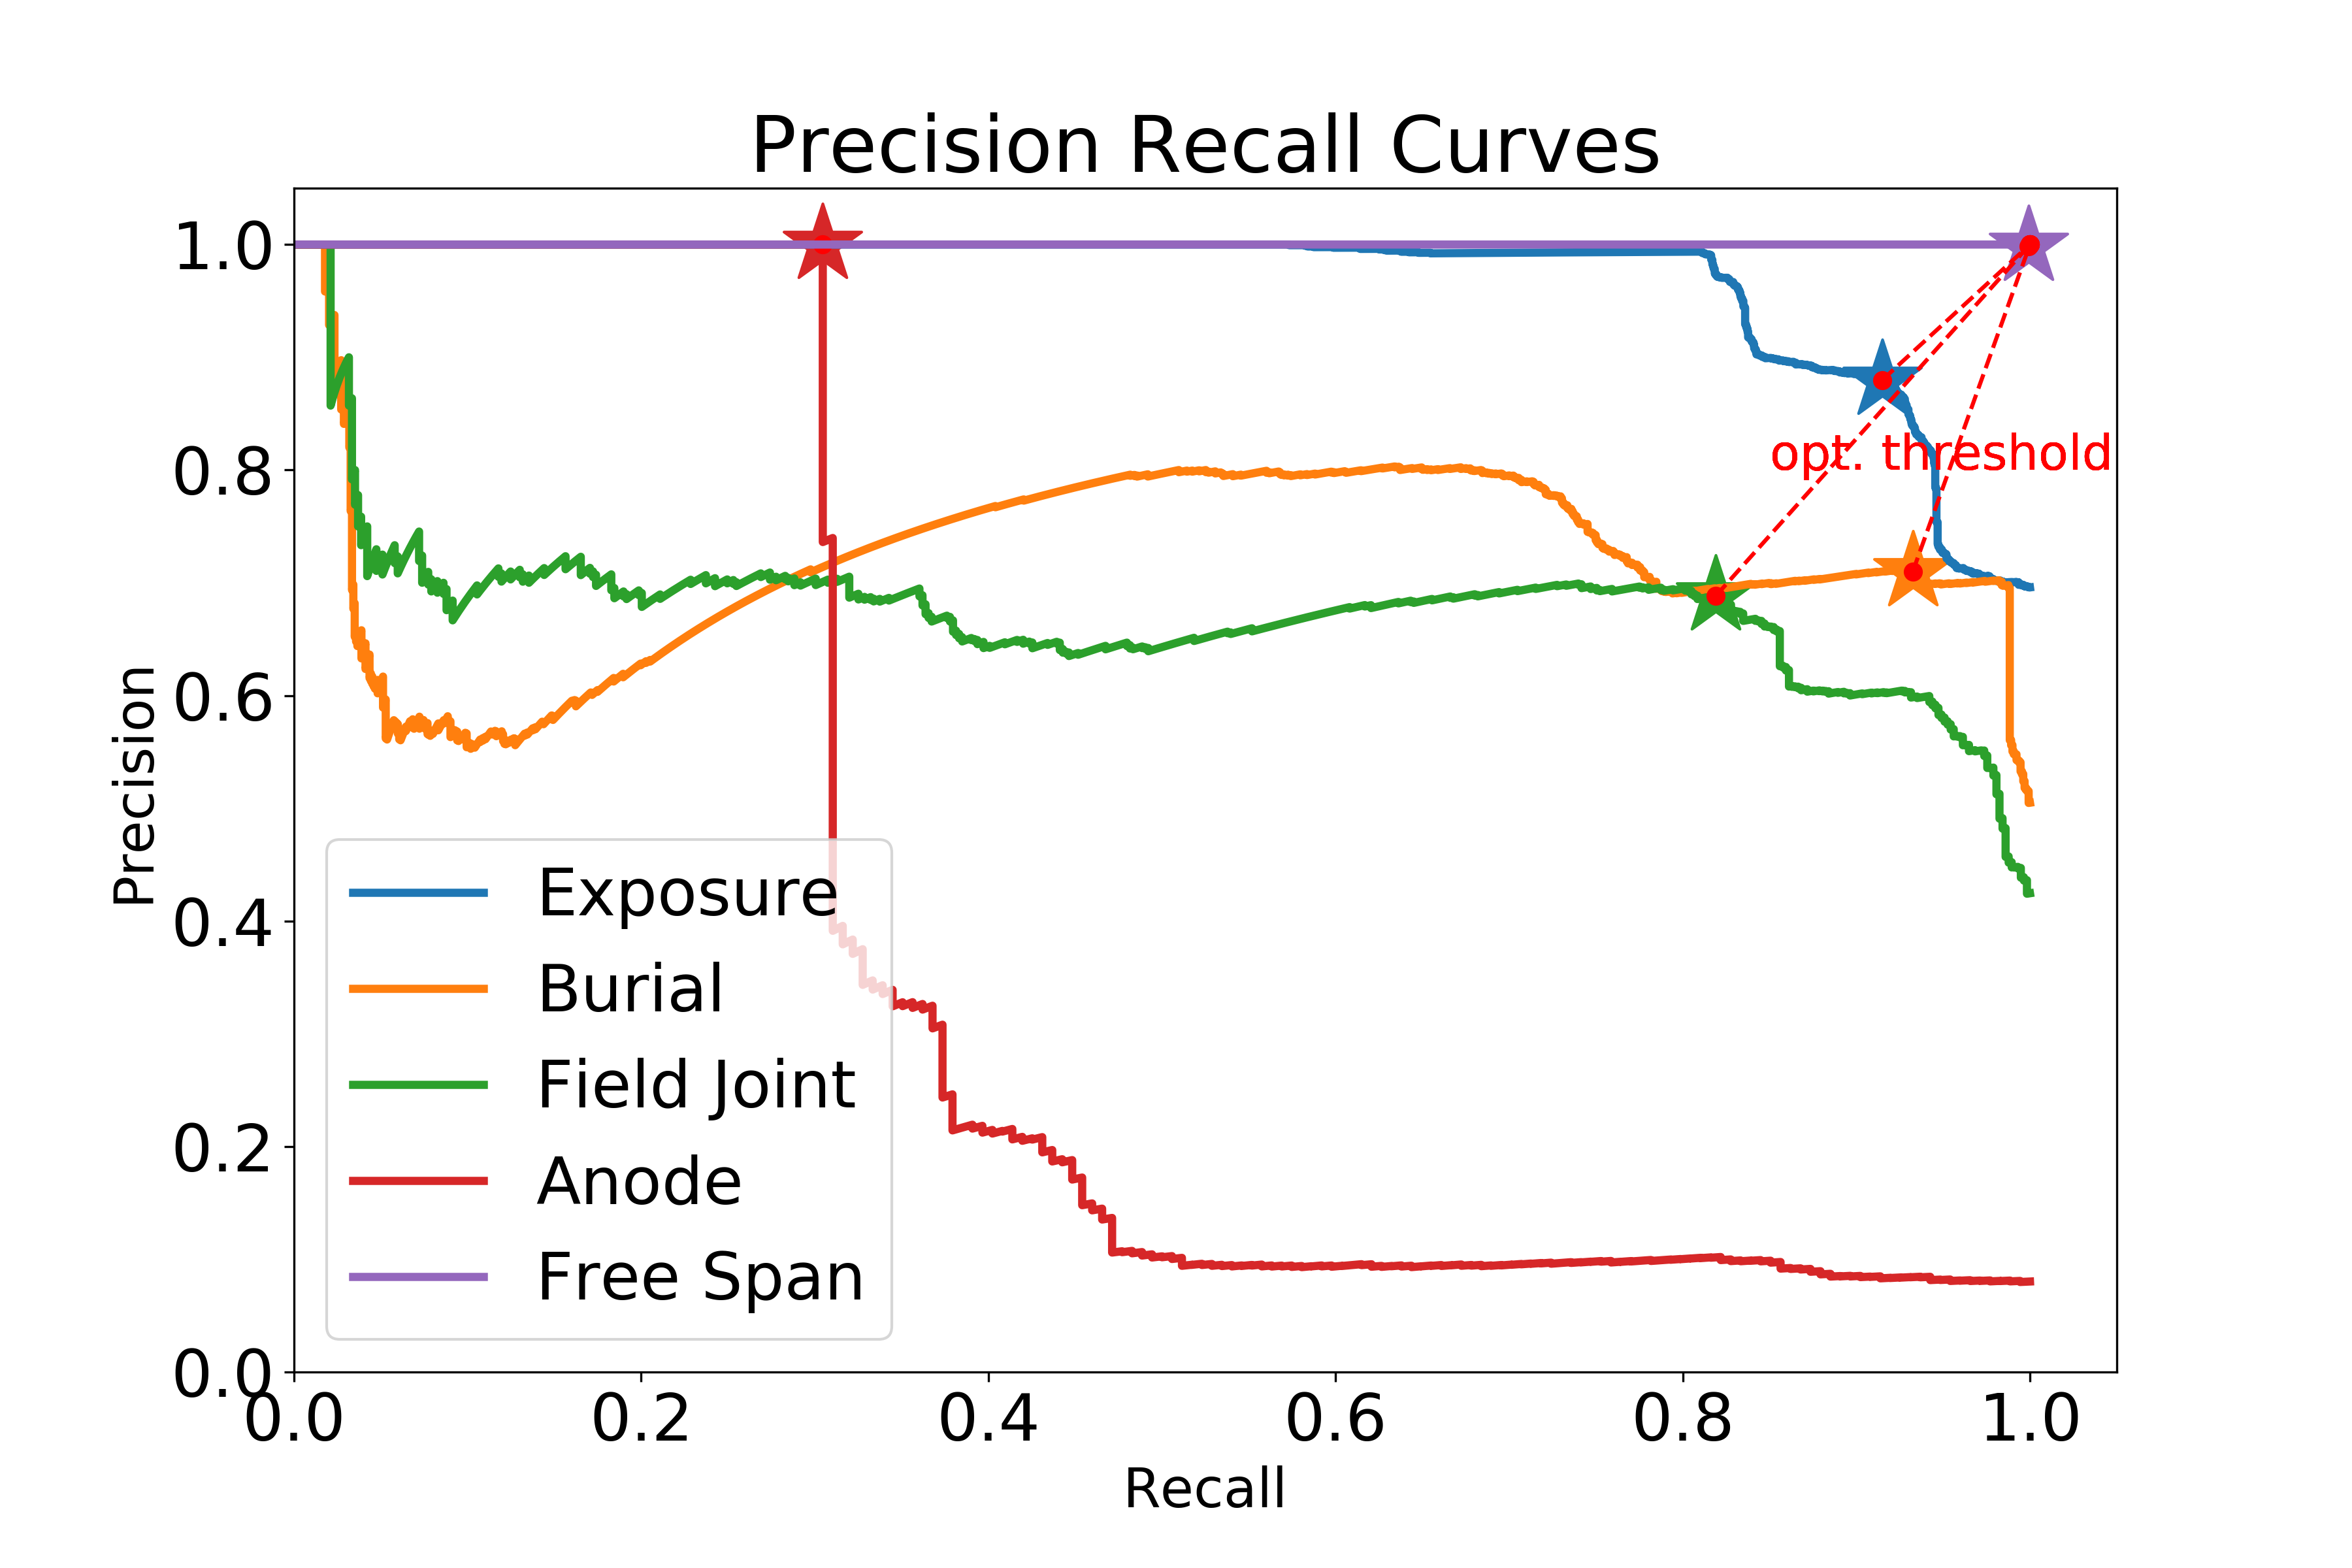 Precision Recall Curves
1.0
0.8
0.6
0.4
0.2
0.0
Precision
opt. threshold
Exposure
Burial
Field Joint
Anode
Free Span
0.0 0.2 0.4 0.6 0.8 1.0
Recall